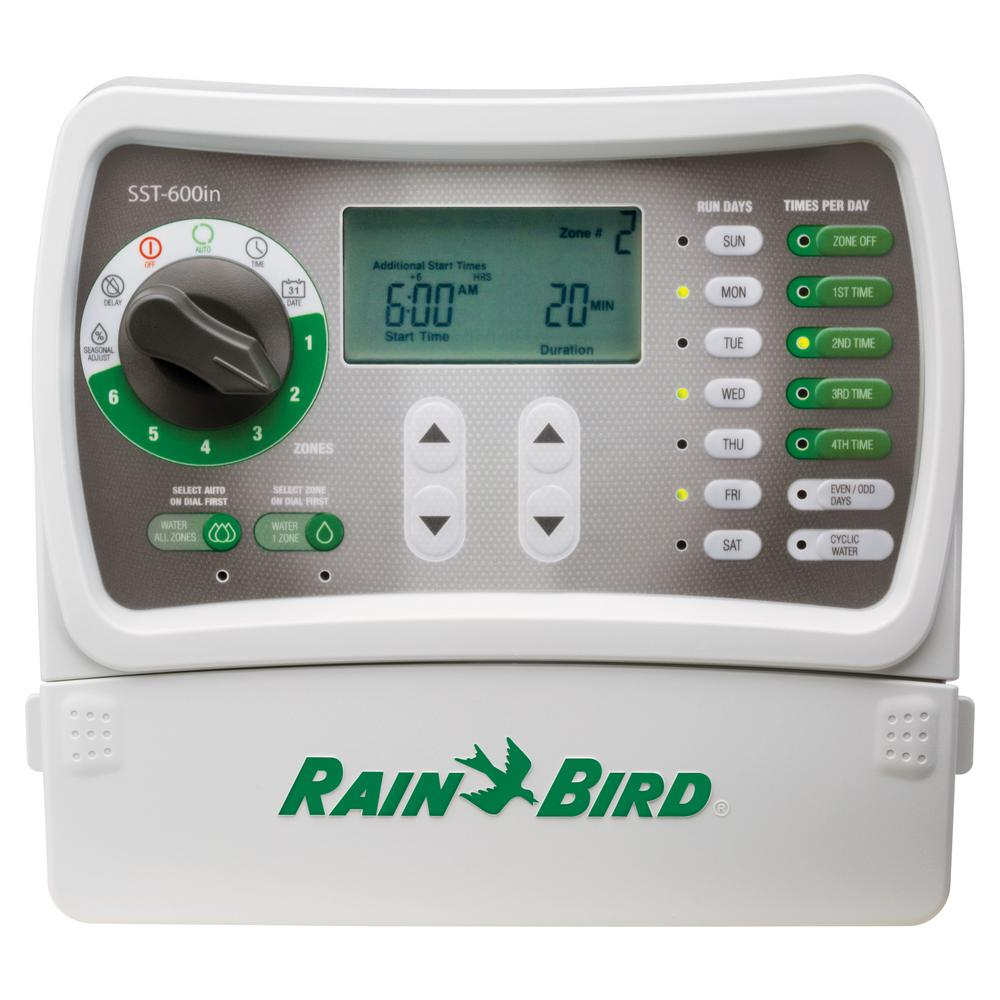 SST-600in
OFF
AUTO
TIME
31
DATE
DELAY
%
SEASONAL
ADJUST
1
2
3
4
5
6
ZONES
Zone # 2
Additional Start Times
+6 HRS
6:00 AM
20 MIN
Start Time
Duration
SELECT AUTO
ON DIAL FIRST
WATER
ALL ZONES
SELECT ZONE
ON DIAL FIRST
WATER
1 ZONE
RUN DAYS
SUN
MON
TUE
WED
THU
FRI
SAT
TIMES PER DAY
ZONE OFF
1ST TIME
2ND TIME
3RD TIME
4TH TIME
EVEN / ODD
DAYS
CYCLIC
WATER
RAIN BIRD®